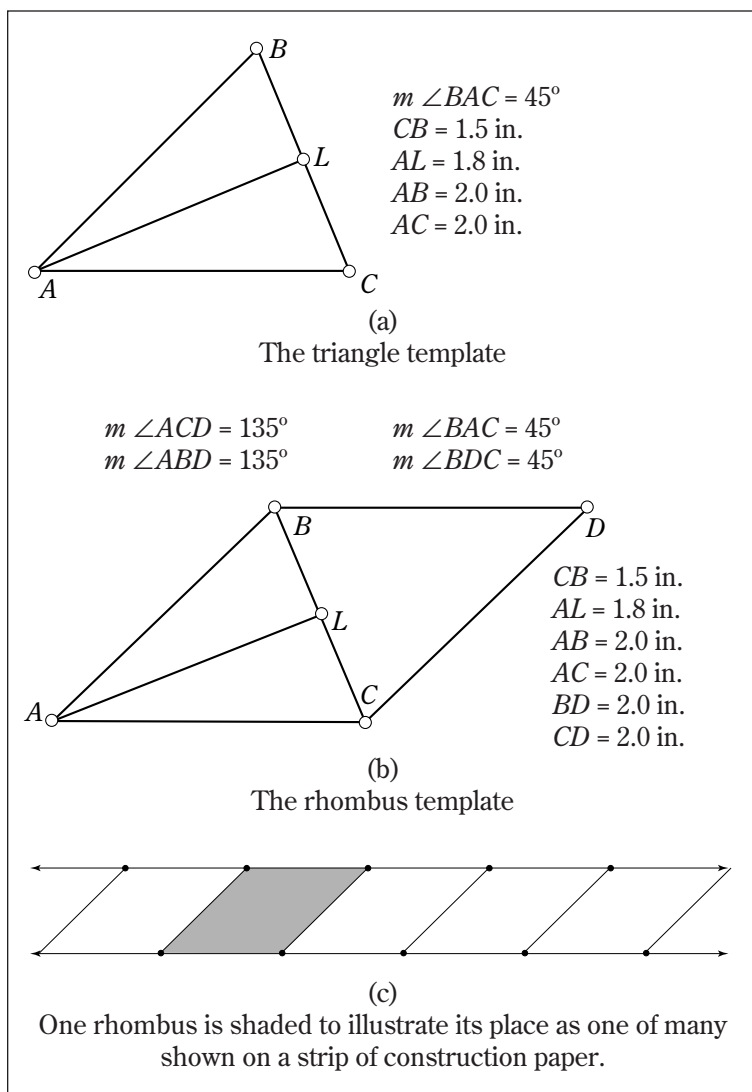 B
m ∠BAC = 45º
CB = 1.5 in.
L
AL = 1.8 in.
AB = 2.0 in.
AC = 2.0 in.
A
C
(a)
The triangle template
m ∠ACD = 135º
m ∠BAC = 45º
m ∠ABD = 135º
m ∠BDC = 45º
B
D
CB = 1.5 in.
AL = 1.8 in.
L
AB = 2.0 in.
AC = 2.0 in.
C
A
BD = 2.0 in.
CD = 2.0 in.
(b)
The rhombus template
(c)
One rhombus is shaded to illustrate its place as one of many
shown on a strip of construction paper.